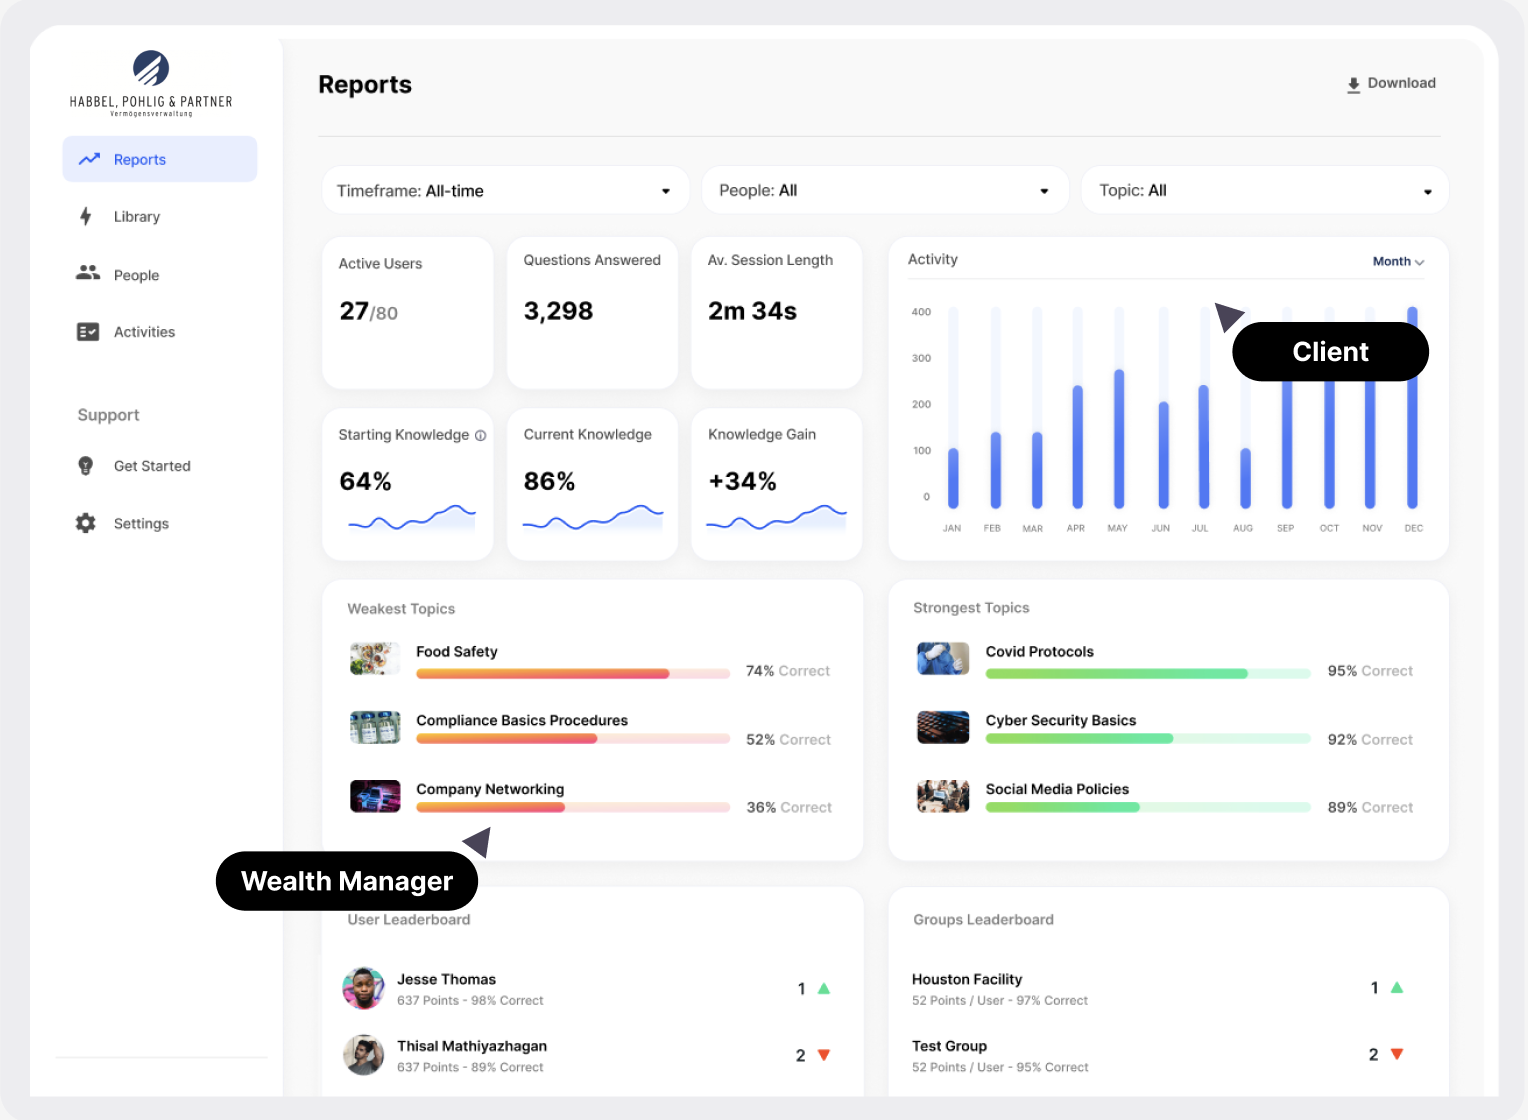 HABBEL, POHLIG & PARTNER
Vermögensverwaltung
Reports
Library
People
Activities
Support
Get Started
Settings
Reports
Download
Timeframe: All-time
People: All
Topic: All
Active Users
27/80
Questions Answered
3,298
Av. Session Length
2m 34s
Starting Knowledge
64%
Current Knowledge
86%
Knowledge Gain
+34%
Activity
Month
400
300
200
100
0
JAN FEB MAR APR MAY JUN JUL AUG SEP OCT NOV DEC
Client
Weakest Topics
Food Safety
74% Correct
Compliance Basics Procedures
52% Correct
Company Networking
36% Correct
Strongest Topics
Covid Protocols
95% Correct
Cyber Security Basics
92% Correct
Social Media Policies
89% Correct
Wealth Manager
User Leaderboard
Jesse Thomas
637 Points - 98% Correct
1
Thisal Mathiyazhagan
637 Points - 89% Correct
2
Groups Leaderboard
Houston Facility
52 Points / User - 97% Correct
1
Test Group
52 Points / User - 95% Correct
2